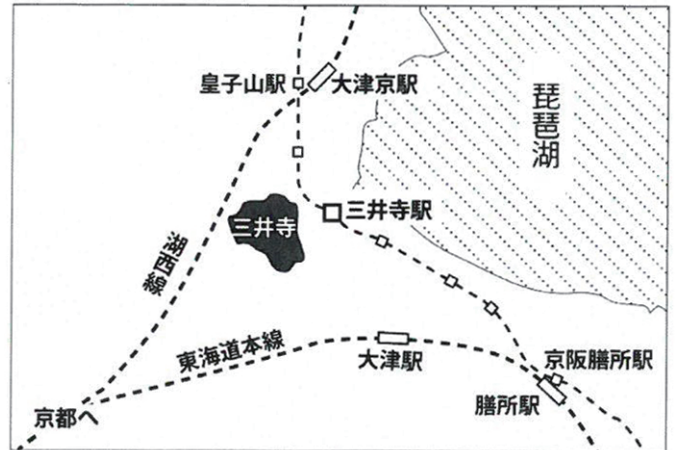 皇子山駅
大津京駅
琵琶湖
三井寺
三井寺駅
湖西線
東海道本線
大津駅
京阪膳所駅
膳所駅
京都へ